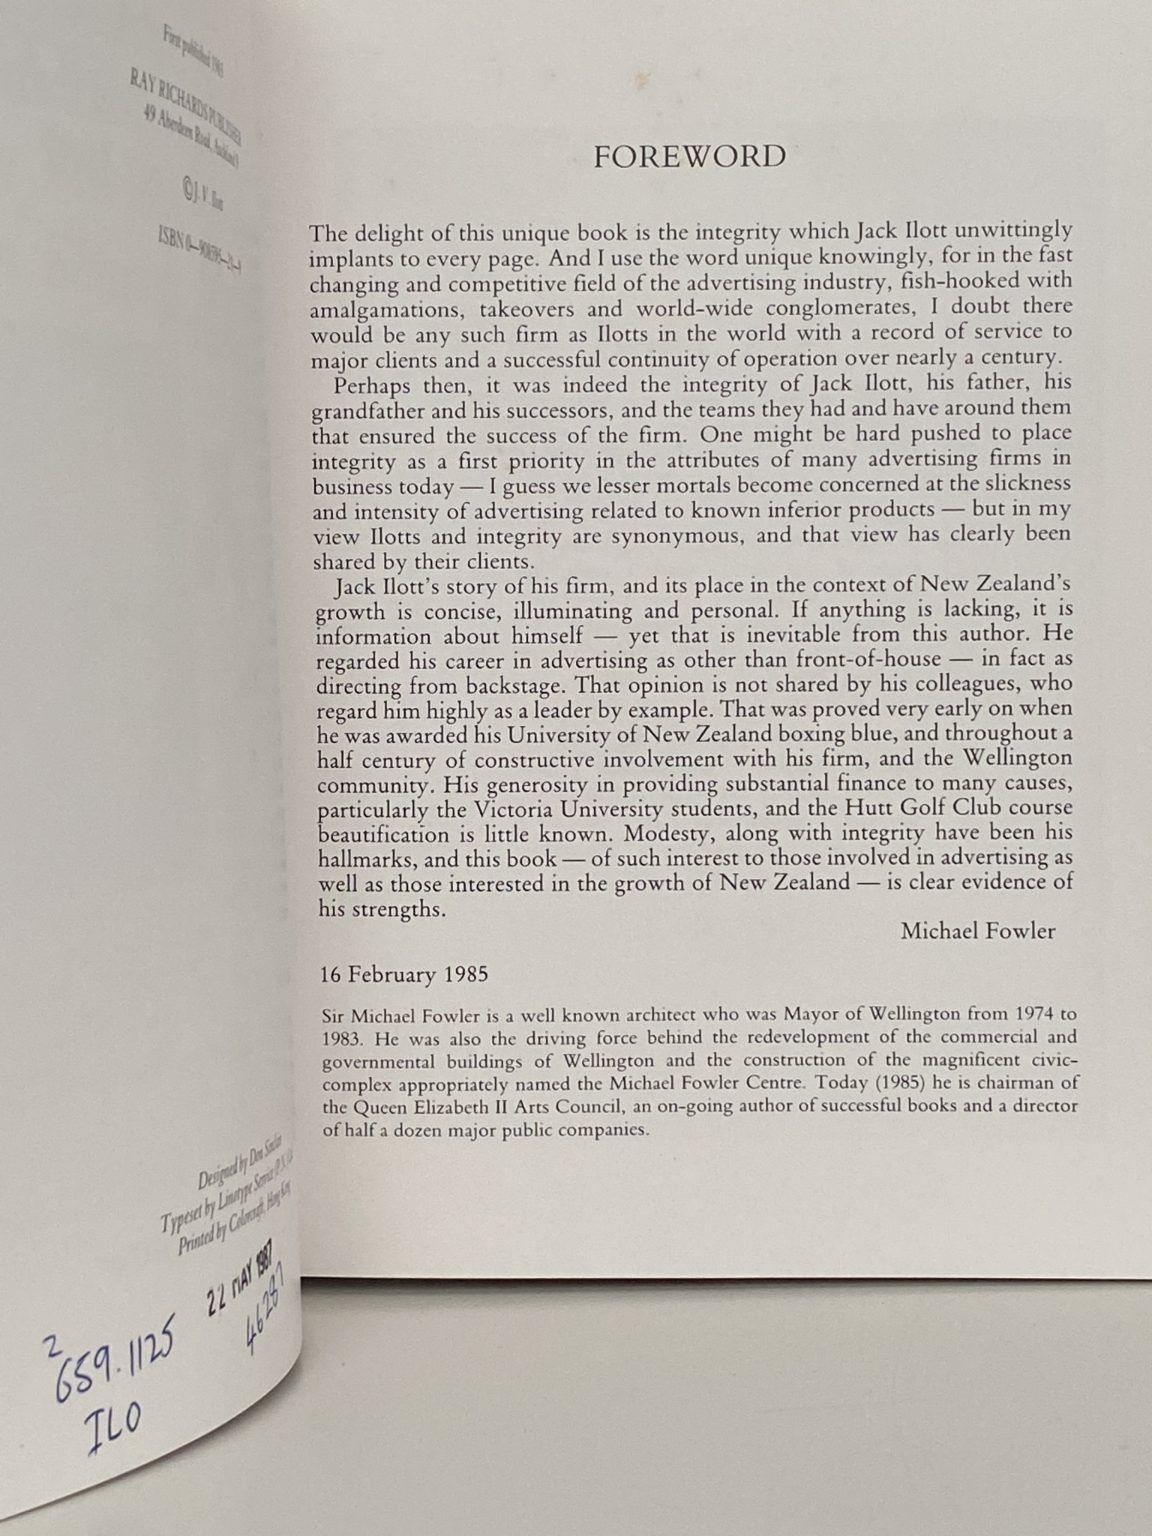 First published 1985
RAY RICHARDS PUBLISHER
49 Aberdeen Road, Auckland
© J. V. Ilott
ISBN
Designed by Don Sinclair
Typeset by Linotype Service
Printed by Colorcraft, Hong Kong
22 MAY 1987
46287
2
659.1125
ILO
FOREWORD
The delight of this unique book is the integrity which Jack Ilott unwittingly
implants to every page. And I use the word unique knowingly, for in the fast
changing and competitive field of the advertising industry, fish-hooked with
amalgamations, takeovers and world-wide conglomerates, I doubt there
would be any such firm as Ilotts in the world with a record of service to
major clients and a successful continuity of operation over nearly a century.
Perhaps then, it was indeed the integrity of Jack Ilott, his father, his
grandfather and his successors, and the teams they had and have around them
that ensured the success of the firm. One might be hard pushed to place
integrity as a first priority in the attributes of many advertising firms in
business today — I guess we lesser mortals become concerned at the slickness
and intensity of advertising related to known inferior products — but in my
view Ilotts and integrity are synonymous, and that view has clearly been
shared by their clients.
Jack Ilott's story of his firm, and its place in the context of New Zealand's
growth is concise, illuminating and personal. If anything is lacking, it is
information about himself — yet that is inevitable from this author. He
regarded his career in advertising as other than front-of-house — in fact as
directing from backstage. That opinion is not shared by his colleagues, who
regard him highly as a leader by example. That was proved very early on when
he was awarded his University of New Zealand boxing blue, and throughout a
half century of constructive involvement with his firm, and the Wellington
community. His generosity in providing substantial finance to many causes,
particularly the Victoria University students, and the Hutt Golf Club course
beautification is little known. Modesty, along with integrity have been his
hallmarks, and this book — of such interest to those involved in advertising as
well as those interested in the growth of New Zealand — is clear evidence of
his strengths.
Michael Fowler
16 February 1985
Sir Michael Fowler is a well known architect who was Mayor of Wellington from 1974 to
1983. He was also the driving force behind the redevelopment of the commercial and
governmental buildings of Wellington and the construction of the magnificent civic-
complex appropriately named the Michael Fowler Centre. Today (1985) he is chairman of
the Queen Elizabeth II Arts Council, an on-going author of successful books and a director
of half a dozen major public companies.